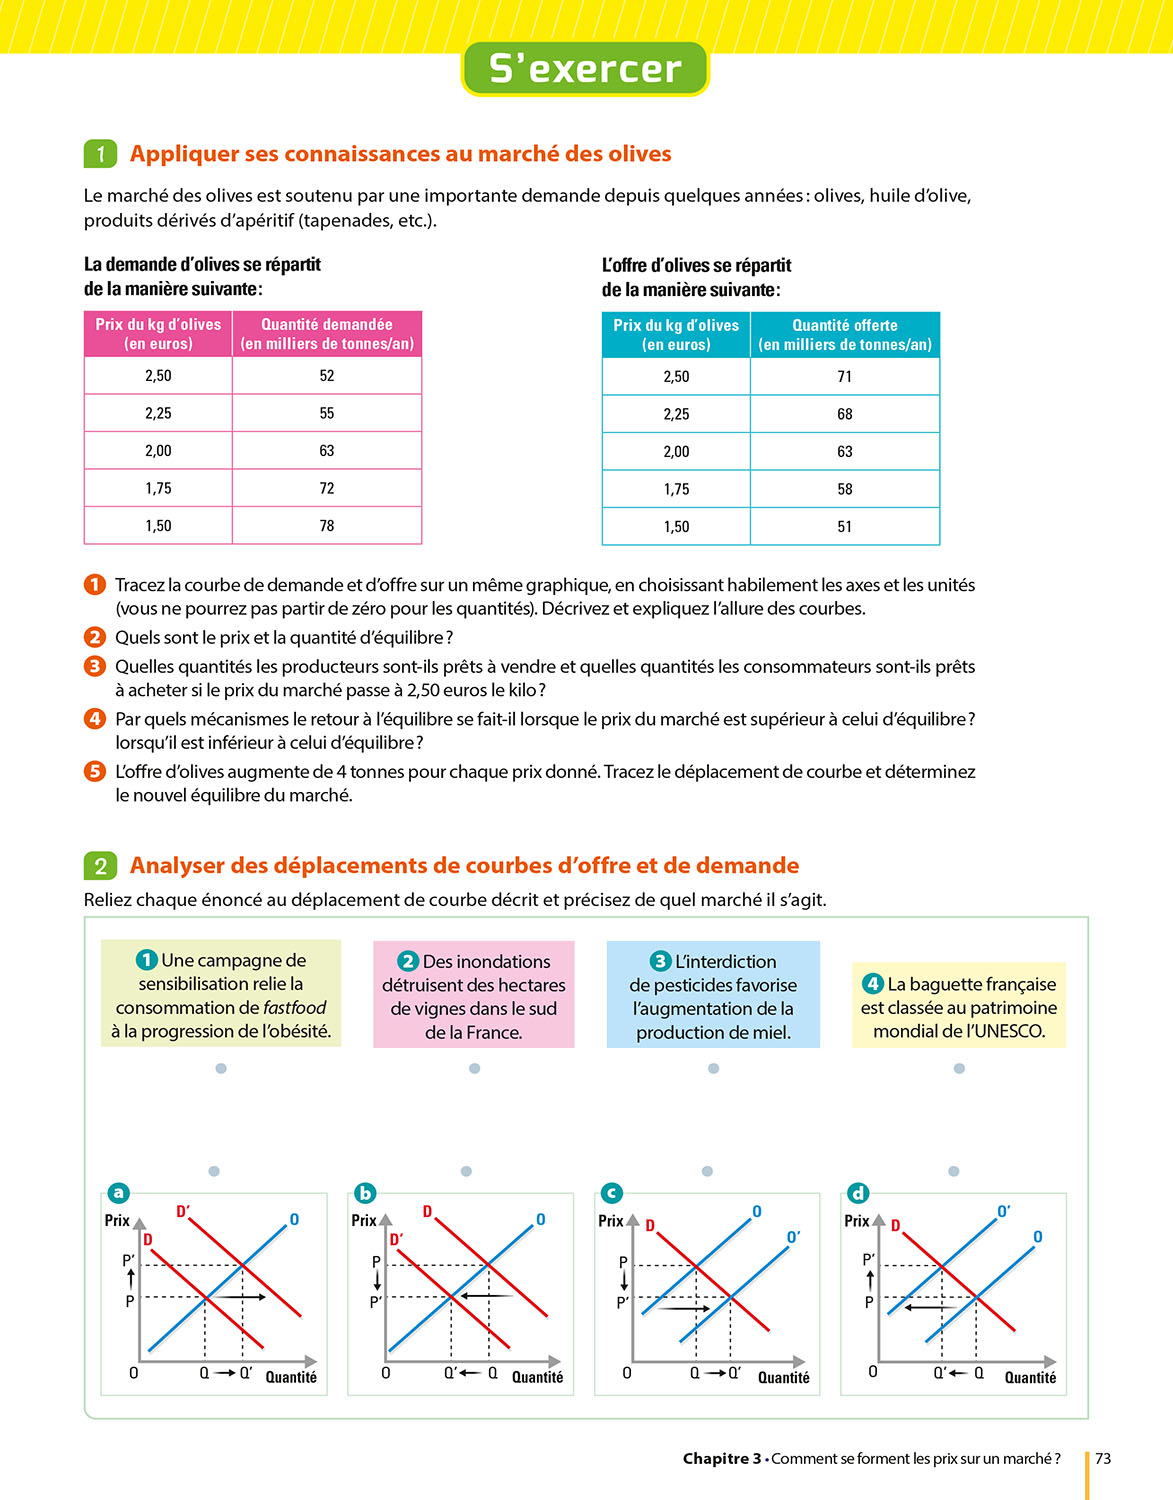 S'exercer
1 Appliquer ses connaissances au marché des olives
Le marché des olives est soutenu par une importante demande depuis quelques années : olives, huile d'olive,
produits dérivés d'apéritif (tapenades, etc.).
La demande d'olives se répartit
de la manière suivante :
Prix du kg d'olives
(en euros)
Quantité demandée
(en milliers de tonnes/an)
2,50 52
2,25 55
2,00 63
1,75 72
1,50 78
L'offre d'olives se répartit
de la manière suivante :
Prix du kg d'olives
(en euros)
Quantité offerte
(en milliers de tonnes/an)
2,50 71
2,25 68
2,00 63
1,75 58
1,50 51
1 Tracez la courbe de demande et d'offre sur un même graphique, en choisissant habilement les axes et les unités
(vous ne pourrez pas partir de zéro pour les quantités). Décrivez et expliquez l'allure des courbes.
2 Quels sont le prix et la quantité d'équilibre ?
3 Quelles quantités les producteurs sont-ils prêts à vendre et quelles quantités les consommateurs sont-ils prêts
à acheter si le prix du marché passe à 2,50 euros le kilo ?
4 Par quels mécanismes le retour à l'équilibre se fait-il lorsque le prix du marché est supérieur à celui d'équilibre ?
lorsqu'il est inférieur à celui d'équilibre ?
5 L'offre d'olives augmente de 4 tonnes pour chaque prix donné. Tracez le déplacement de courbe et déterminez
le nouvel équilibre du marché.
2 Analyser des déplacements de courbes d'offre et de demande
Reliez chaque énoncé au déplacement de courbe décrit et précisez de quel marché il s'agit.
1 Une campagne de
sensibilisation relie la
consommation de fastfood
à la progression de l'obésité.
2 Des inondations
détruisent des hectares
de vignes dans le sud
de la France.
3 L'interdiction
de pesticides favorise
l'augmentation de la
production de miel.
4 La baguette française
est classée au patrimoine
mondial de l'UNESCO.
a
Prix
D'
O
D
P'
P
O Q Q' Quantité
b
Prix
D
O
D'
P
P'
O Q' Q Quantité
c
Prix
D
O
O'
P
P'
O Q Q' Quantité
d
Prix
D
O'
O
P'
P
O Q' Q Quantité
Chapitre 3 • Comment se forment les prix sur un marché ? 73